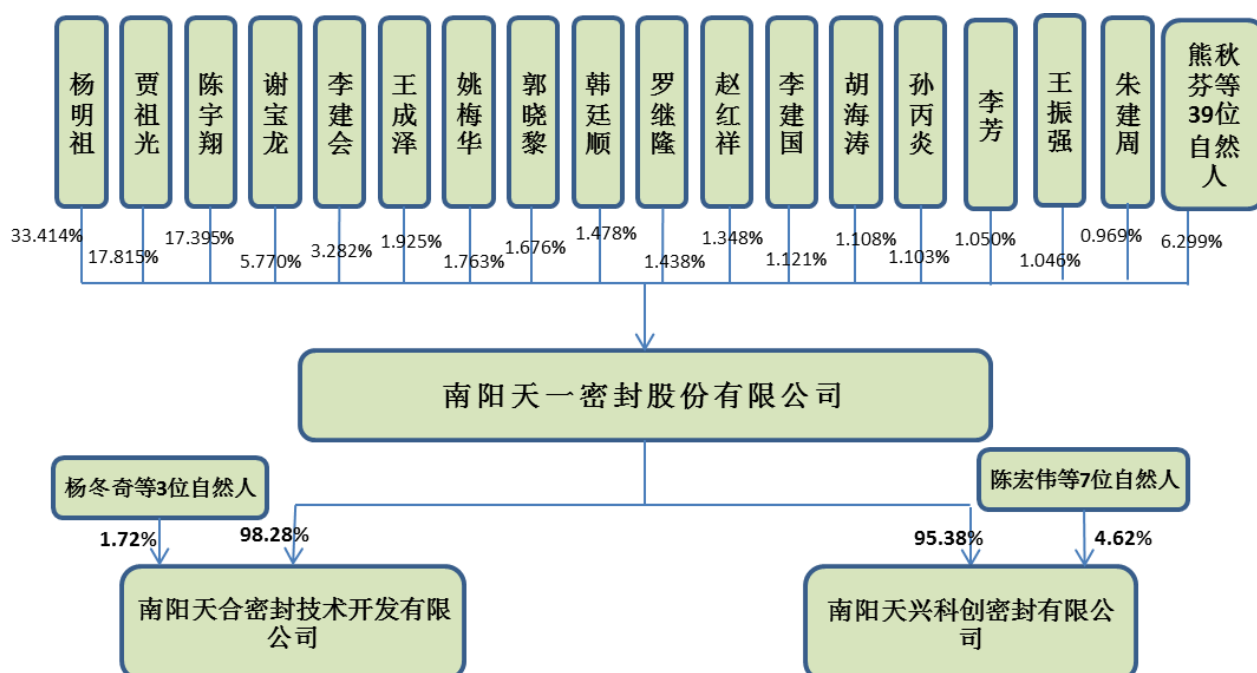 杨明祖
贾祖光
陈宇翔
谢宝龙
李建会
王成泽
姚梅华
郭晓黎
韩廷顺
罗继隆
赵红祥
李建国
胡海涛
孙丙炎
李芳
王振强
朱建周
熊秋
芬等
39位
自然
人
33.414%
17.815%
17.395%
5.770%
3.282%
1.925%
1.763%
1.676%
1.478%
1.438%
1.348%
1.121%
1.108%
1.103%
1.050%
1.046%
0.969%
6.299%
南阳天一密封股份有限公司
杨冬奇等3位自然人
陈宏伟等7位自然人
1.72%
98.28%
95.38%
4.62%
南阳天合密封技术开发有限
公司
南阳天兴科创密封有限公
司